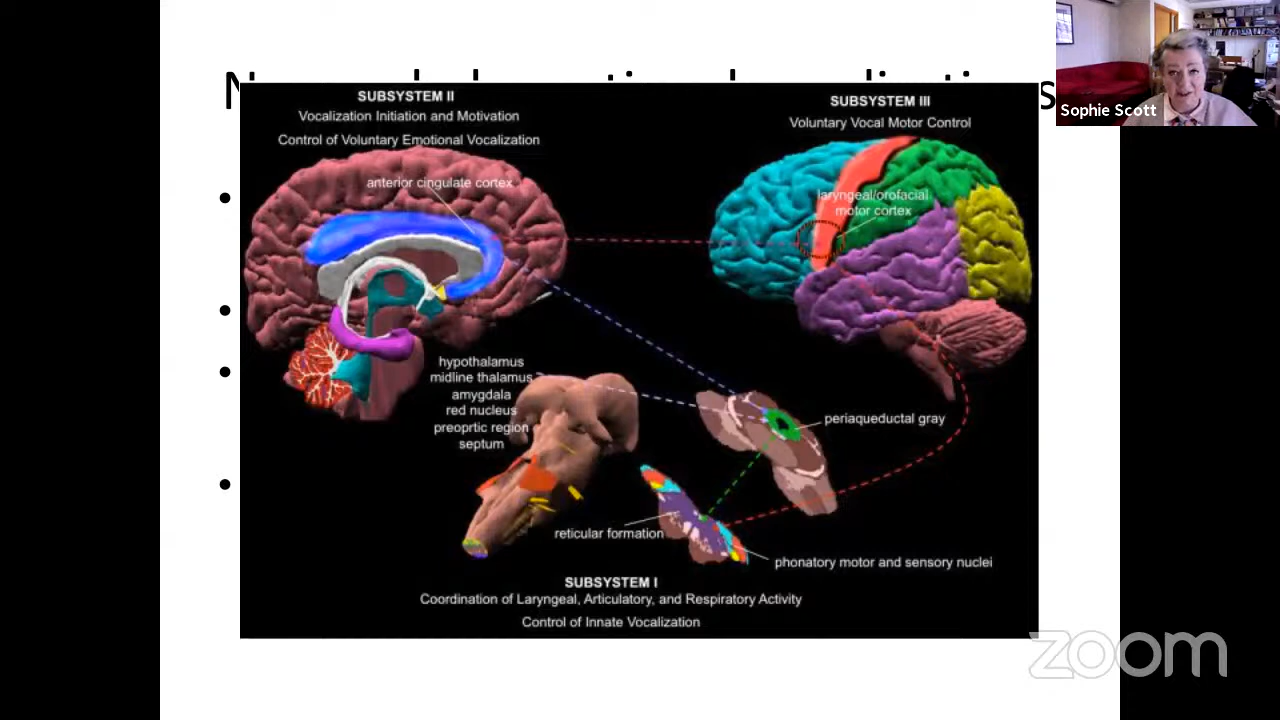 SUBSYSTEM II
Vocalization Initiation and Motivation
Control of Voluntary Emotional Vocalization
anterior cingulate cortex
SUBSYSTEM III
Voluntary Vocal Motor Control
laryngeal/orofacial
motor cortex
Sophie Scott
hypothalamus
midline thalamus
amygdala
red nucleus
preoprtic region
septum
periaqueductal gray
reticular formation
phonatory motor and sensory nuclei
SUBSYSTEM I
Coordination of Laryngeal, Articulatory, and Respiratory Activity
Control of Innate Vocalization
zoom